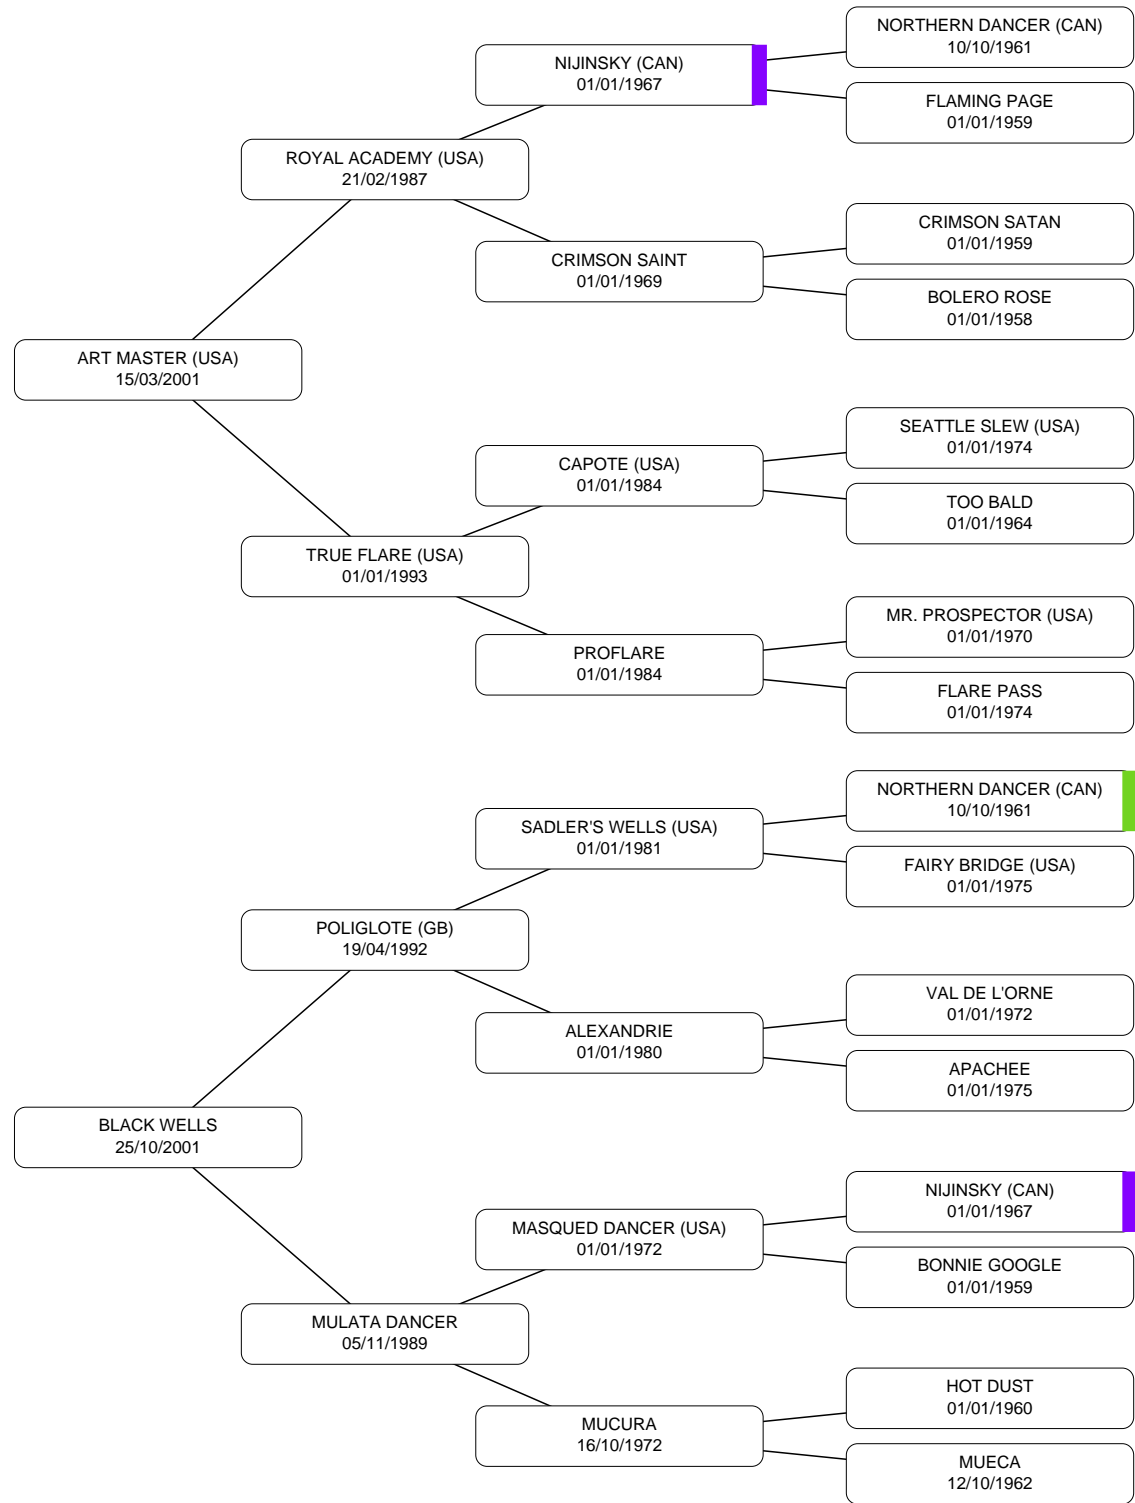 NORTHERN DANCER (CAN)
10/10/1961
NIJINSKY (CAN)
01/01/1967
FLAMING PAGE
01/01/1959
ROYAL ACADEMY (USA)
21/02/1987
CRIMSON SATAN
01/01/1959
CRIMSON SAINT
01/01/1969
BOLERO ROSE
01/01/1958
ART MASTER (USA)
15/03/2001
SEATTLE SLEW (USA)
01/01/1974
CAPOTE (USA)
01/01/1984
TOO BALD
01/01/1964
TRUE FLARE (USA)
01/01/1993
MR. PROSPECTOR (USA)
01/01/1970
PROFLARE
01/01/1984
FLARE PASS
01/01/1974
NORTHERN DANCER (CAN)
10/10/1961
SADLER'S WELLS (USA)
01/01/1981
FAIRY BRIDGE (USA)
01/01/1975
POLIGLOTE (GB)
19/04/1992
VAL DE L'ORNE
01/01/1972
ALEXANDRIE
01/01/1980
APACHEE
01/01/1975
BLACK WELLS
25/10/2001
NIJINSKY (CAN)
01/01/1967
MASQUED DANCER (USA)
01/01/1972
BONNIE GOOGLE
01/01/1959
MULATA DANCER
05/11/1989
HOT DUST
01/01/1960
MUCURA
16/10/1972
MUECA
12/10/1962